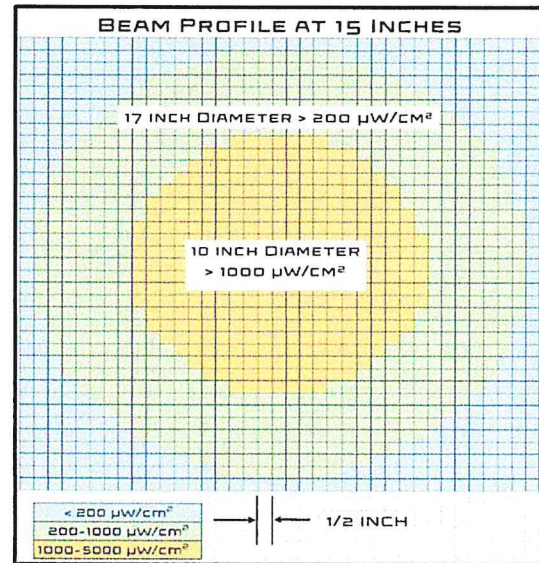 BEAM PROFILE AT 15 INCHES
17 INCH DIAMETER > 200 µW/CM²
10 INCH DIAMETER
> 1000 µW/CM²
< 200 µW/cm²
200-1000 µW/cm²
1000-5000 µW/cm²
1/2 INCH